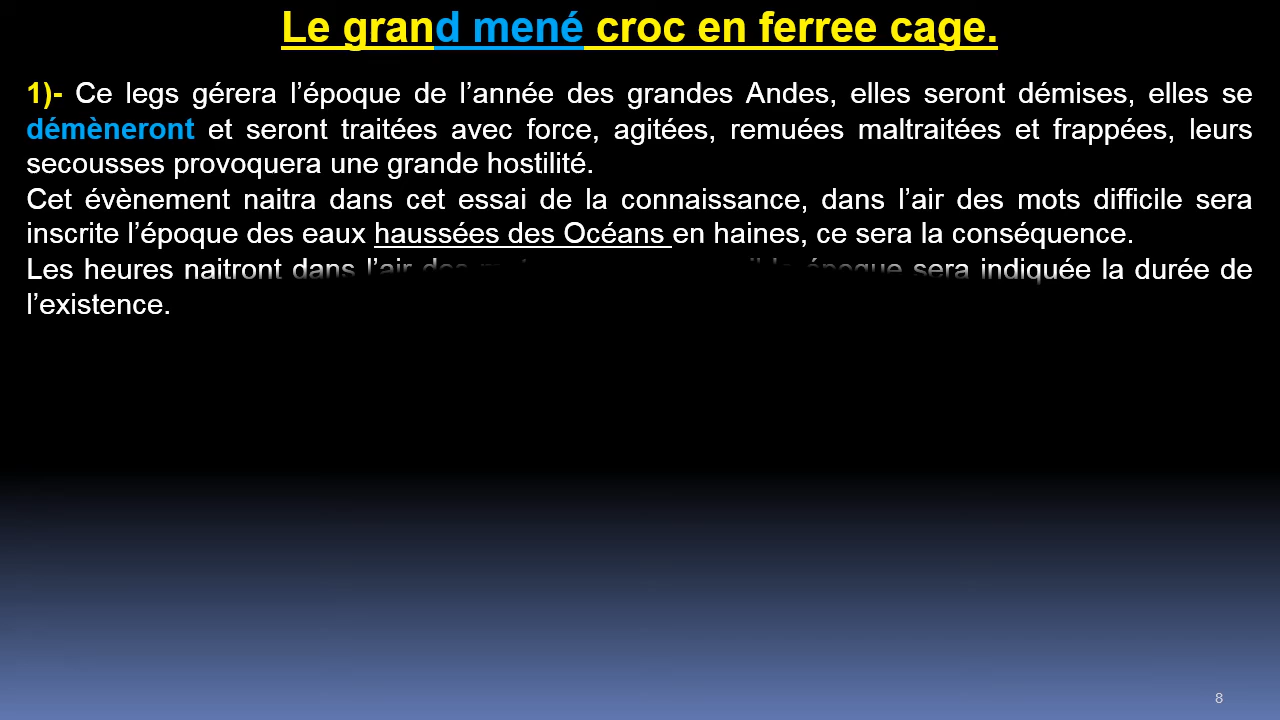 Le grand mené croc en ferree cage.
1)- Ce legs gérera l’époque de l’année des grandes Andes, elles seront démises, elles se
démèneront et seront traitées avec force, agitées, remuées maltraitées et frappées, leurs
secousses provoquera une grande hostilité.
Cet évènement naitra dans cet essai de la connaissance, dans l’air des mots difficile sera
inscrite l’époque des eaux haussées des Océans en haines, ce sera la conséquence.
Les heures naitront dans l’air des époque sera indiquée la durée de
l’existence.
8